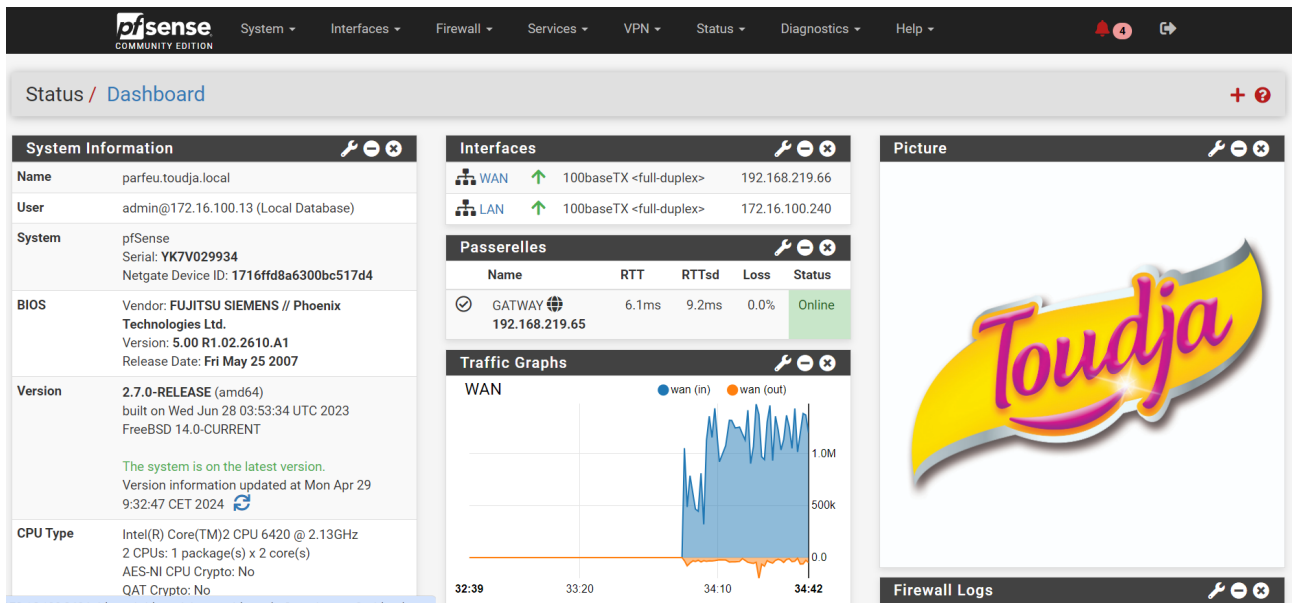 pfsense COMMUNITY EDITION System Interfaces Firewall Services VPN Status Diagnostics Help 4
Status / Dashboard
System Information
Name parfeu.toudja.local
User admin@172.16.100.13 (Local Database)
System pfSense
Serial: YK7V029934
Netgate Device ID: 1716ffd8a6300bc517d4
BIOS Vendor: FUJITSU SIEMENS // Phoenix
Technologies Ltd.
Version: 5.00 R1.02.2610.A1
Release Date: Fri May 25 2007
Version 2.7.0-RELEASE (amd64)
built on Wed Jun 28 03:53:34 UTC 2023
FreeBSD 14.0-CURRENT
The system is on the latest version.
Version information updated at Mon Apr 29
9:32:47 CET 2024
CPU Type Intel(R) Core(TM)2 CPU 6420 @ 2.13GHz
2 CPUs: 1 package(s) x 2 core(s)
AES-NI CPU Crypto: No
QAT Crypto: No
Interfaces
WAN 100baseTX <full-duplex> 192.168.219.66
LAN 100baseTX <full-duplex> 172.16.100.240
Passerelles
Name RTT RTTsd Loss Status
GATWAY 6.1ms 9.2ms 0.0% Online
192.168.219.65
Traffic Graphs
WAN wan (in) wan (out)
1.0M
500k
0.0
32:39 33:20 34:10 34:42
Picture
Toudja
Firewall Logs